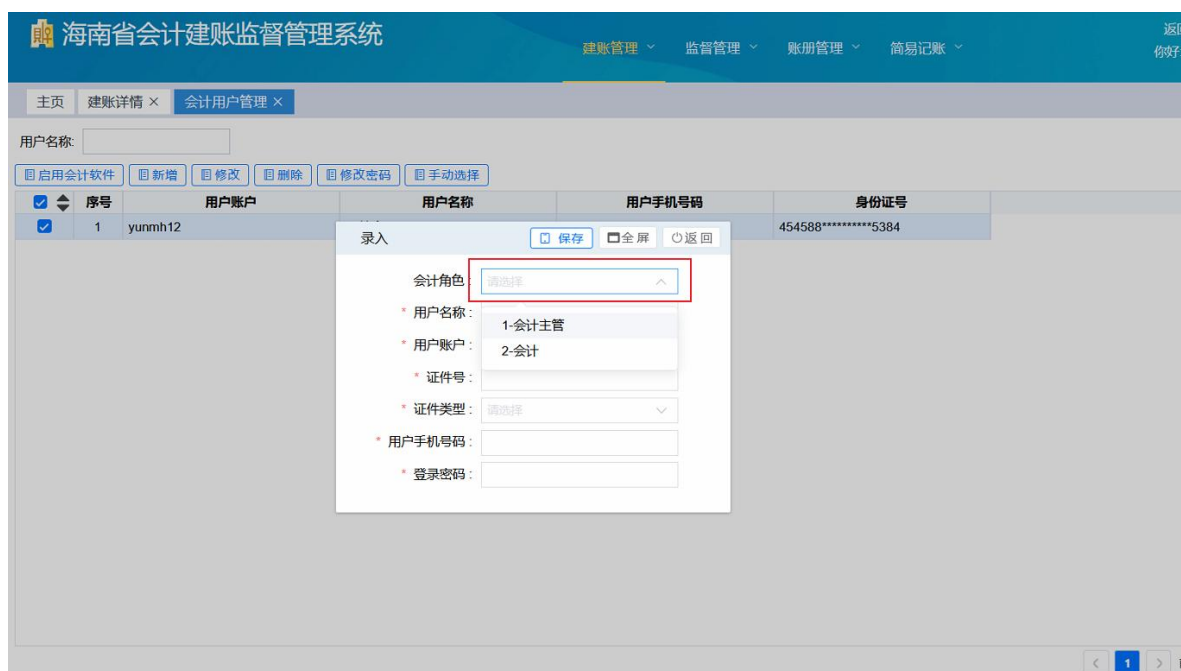 海南省会计建账监督管理系统
建账管理 监督管理 账册管理 简易记账
返回
你好
主页 建账详情 × 会计用户管理 ×
用户名称:
启用会计软件 新增 修改 删除 修改密码 手动选择
序号 用户账户 用户名称 用户手机号码 身份证号
1 yunmh12 454588**********5384
录入 保存 全屏 返回
会计角色: 请选择
* 用户名称:
1-会计主管
* 用户账户:
2-会计
* 证件号:
* 证件类型: 请选择
* 用户手机号码:
* 登录密码:
1